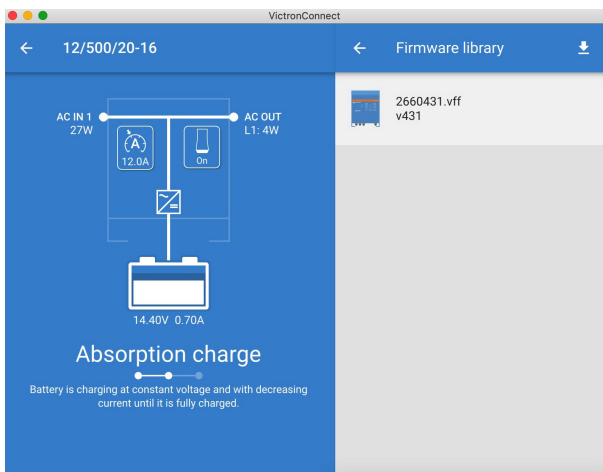 VictronConnect
12/500/20-16
AC IN 1
27W
12.0A
On
AC OUT
L1: 4W
14.40V 0.70A
Absorption charge
Battery is charging at constant voltage and with decreasing
current until it is fully charged.
Firmware library
2660431.vff
v431